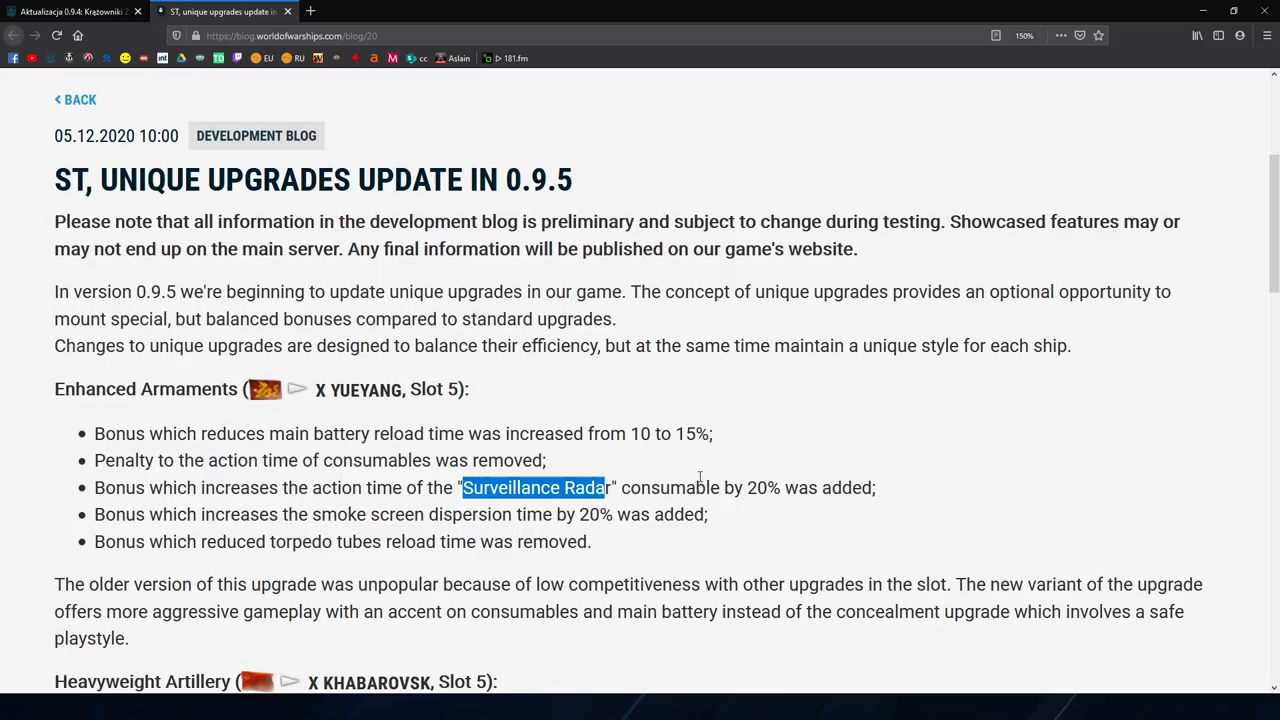 Aktualizacja 0.9.4: Krążowniki Z
ST, unique upgrades update in
https://blog.worldofwarships.com/blog/20
150%
EU
RU
cc
Aslain
181.fm
BACK
05.12.2020 10:00 DEVELOPMENT BLOG
ST, UNIQUE UPGRADES UPDATE IN 0.9.5
Please note that all information in the development blog is preliminary and subject to change during testing. Showcased features may or
may not end up on the main server. Any final information will be published on our game's website.
In version 0.9.5 we're beginning to update unique upgrades in our game. The concept of unique upgrades provides an optional opportunity to
mount special, but balanced bonuses compared to standard upgrades.
Changes to unique upgrades are designed to balance their efficiency, but at the same time maintain a unique style for each ship.
Enhanced Armaments ( X YUEYANG, Slot 5):
Bonus which reduces main battery reload time was increased from 10 to 15%;
Penalty to the action time of consumables was removed;
Bonus which increases the action time of the "Surveillance Radar" consumable by 20% was added;
Bonus which increases the smoke screen dispersion time by 20% was added;
Bonus which reduced torpedo tubes reload time was removed.
The older version of this upgrade was unpopular because of low competitiveness with other upgrades in the slot. The new variant of the upgrade
offers more aggressive gameplay with an accent on consumables and main battery instead of the concealment upgrade which involves a safe
playstyle.
Heavyweight Artillery ( X KHABAROVSK, Slot 5):